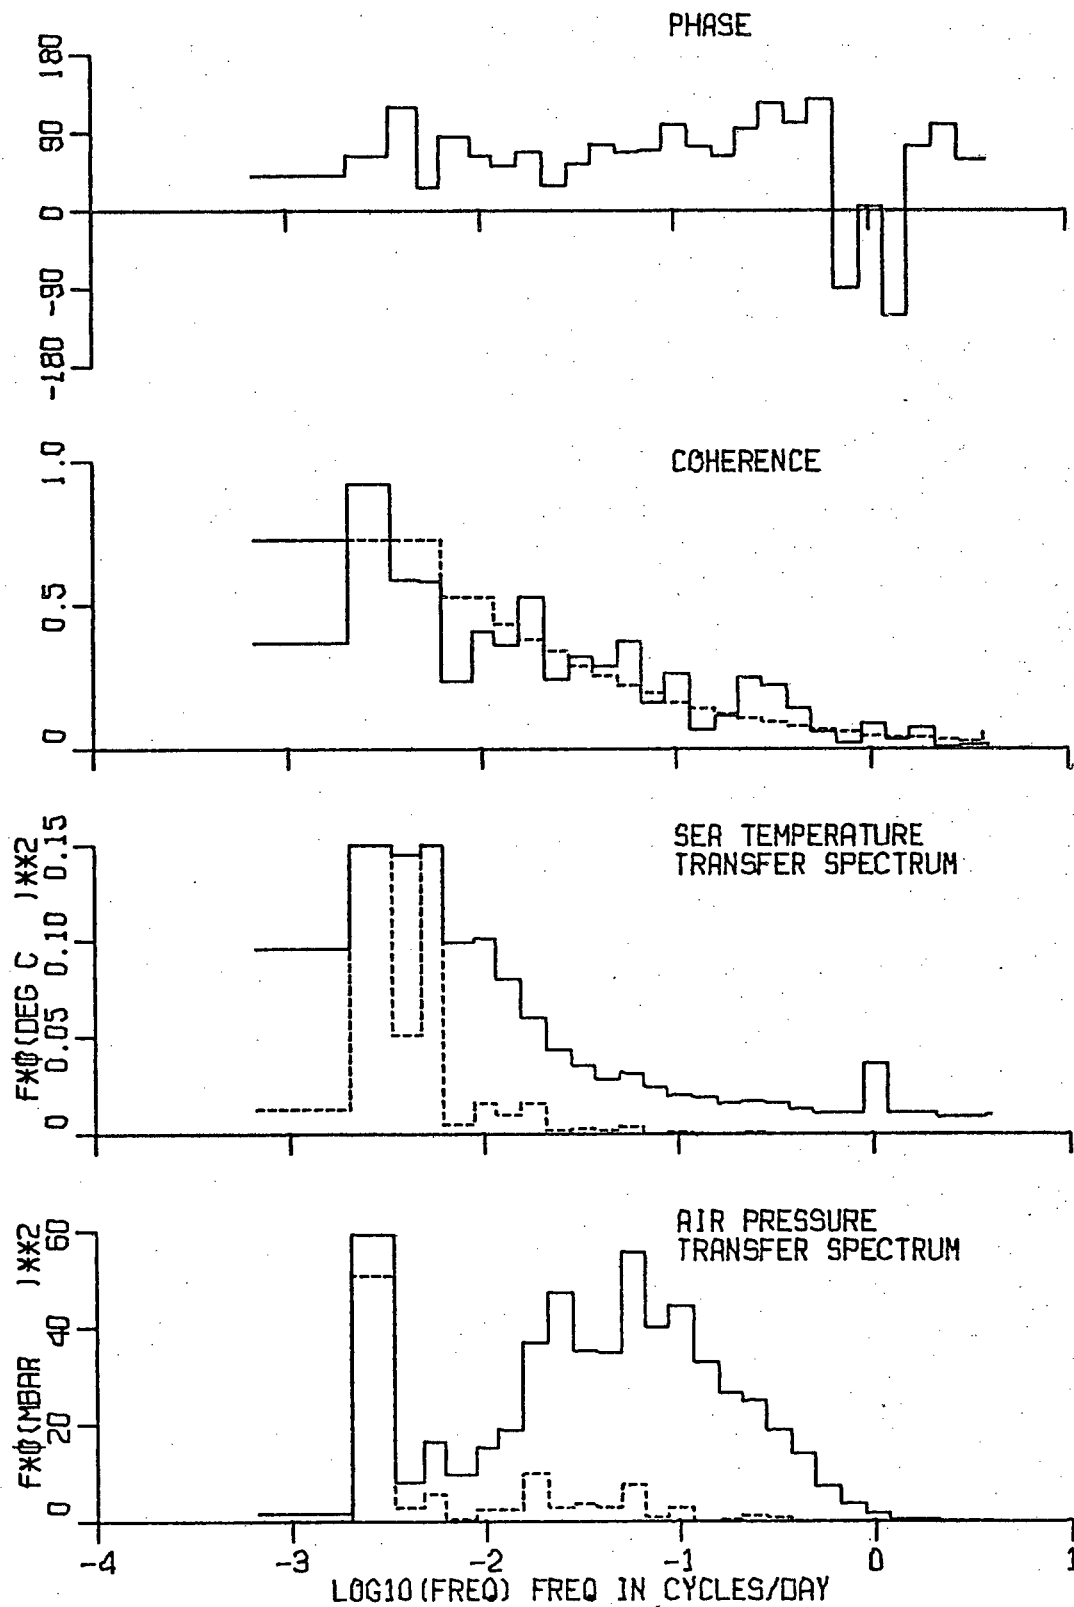 PHASE
180
90
0
-90
-180
COHERENCE
1.0
0.5
0
SEA TEMPERATURE
TRANSFER SPECTRUM
F*Φ(DEG C )**2
0.15
0.10
0.05
0
AIR PRESSURE
TRANSFER SPECTRUM
F*Φ(MBAR )**2
60
40
20
0
-4
-3
-2
-1
0
1
LOG10(FREQ) FREQ IN CYCLES/DAY